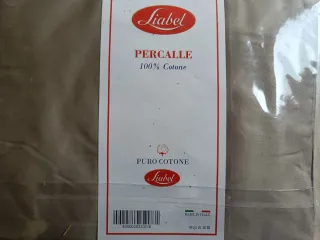 Liabel
PERCALLE
100% Cotone
PURO COTONE
Liabel